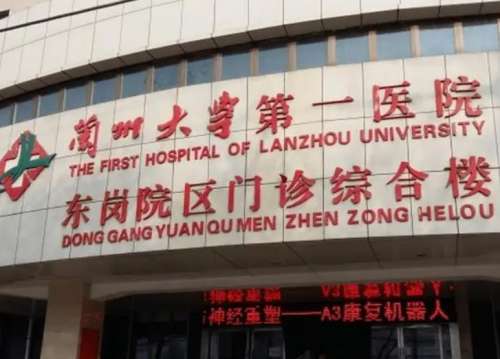 兰州大学第一医院
THE FIRST HOSPITAL OF LANZHOU UNIVERSITY
东岗院区门诊综合楼
DONG GANG YUAN QU MEN ZHEN ZONG HE LOU
神经重塑——A3康复机器人